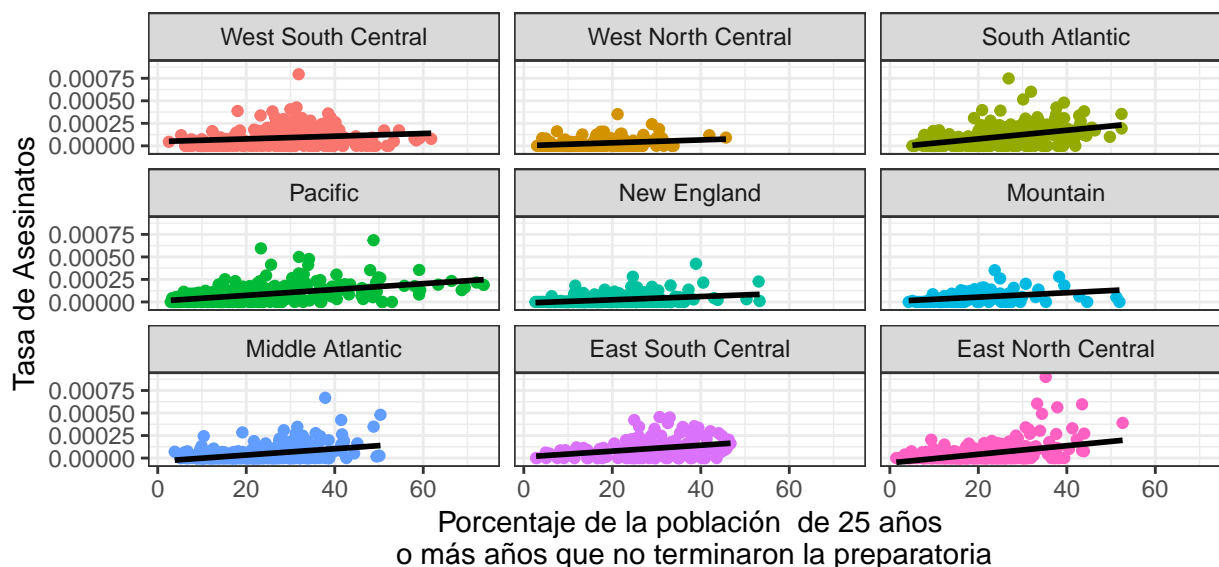 West South Central
West North Central
South Atlantic
0.00075
0.00050
0.00025
0.00000
Pacific
New England
Mountain
0.00075
0.00050
0.00025
0.00000
Middle Atlantic
East South Central
East North Central
0.00075
0.00050
0.00025
0.00000
0 20 40 60
0 20 40 60
0 20 40 60
Tasa de Asesinatos
Porcentaje de la población  de 25 años
o más años que no terminaron la preparatoria